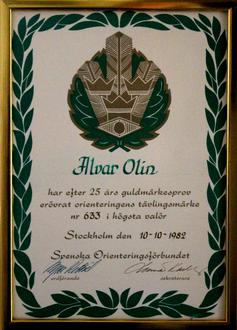 Alvar Olin
har efter 25 års guldmärkesprov
erövrat orienteringens tävlingsmärke
nr 633 i högsta valör
Stockholm den 10-10-1982
Svenska Orienteringsförbundet
ordförande sekreterare